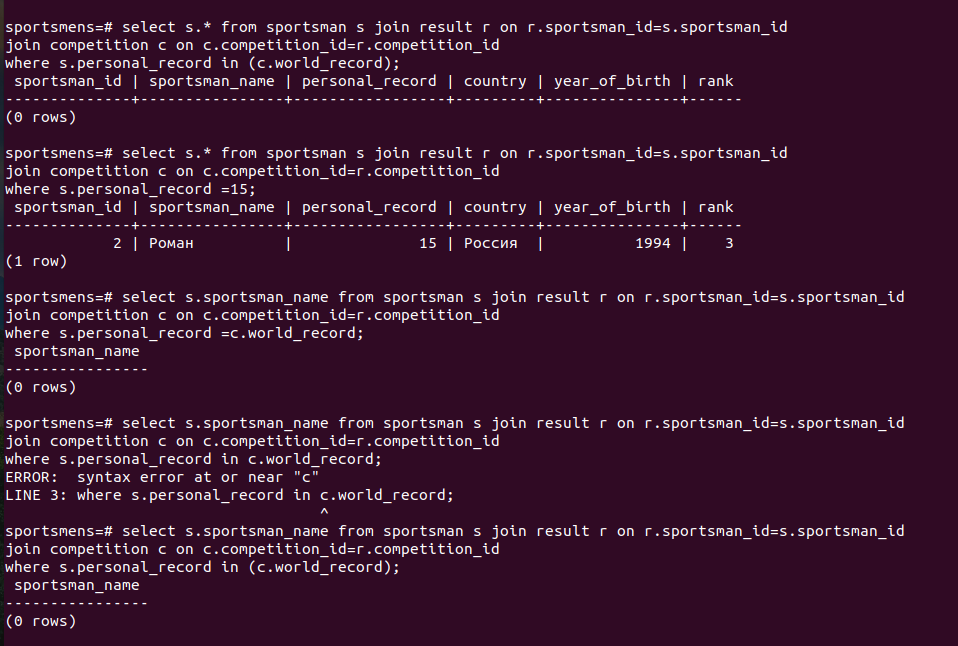 sportsmens=# select s.* from sportsman s join result r on r.sportsman_id=s.sportsman_id
join competition c on c.competition_id=r.competition_id
where s.personal_record in (c.world_record);
 sportsman_id | sportsman_name | personal_record | country | year_of_birth | rank
--------------+----------------+-----------------+---------+---------------+------
(0 rows)

sportsmens=# select s.* from sportsman s join result r on r.sportsman_id=s.sportsman_id
join competition c on c.competition_id=r.competition_id
where s.personal_record =15;
 sportsman_id | sportsman_name | personal_record | country | year_of_birth | rank
--------------+----------------+-----------------+---------+---------------+------
            2 | Роман          |              15 | Россия  |          1994 |    3
(1 row)

sportsmens=# select s.sportsman_name from sportsman s join result r on r.sportsman_id=s.sportsman_id
join competition c on c.competition_id=r.competition_id
where s.personal_record =c.world_record;
 sportsman_name
----------------
(0 rows)

sportsmens=# select s.sportsman_name from sportsman s join result r on r.sportsman_id=s.sportsman_id
join competition c on c.competition_id=r.competition_id
where s.personal_record in c.world_record;
ERROR:  syntax error at or near "c"
LINE 3: where s.personal_record in c.world_record;
                                   ^
sportsmens=# select s.sportsman_name from sportsman s join result r on r.sportsman_id=s.sportsman_id
join competition c on c.competition_id=r.competition_id
where s.personal_record in (c.world_record);
 sportsman_name
----------------
(0 rows)